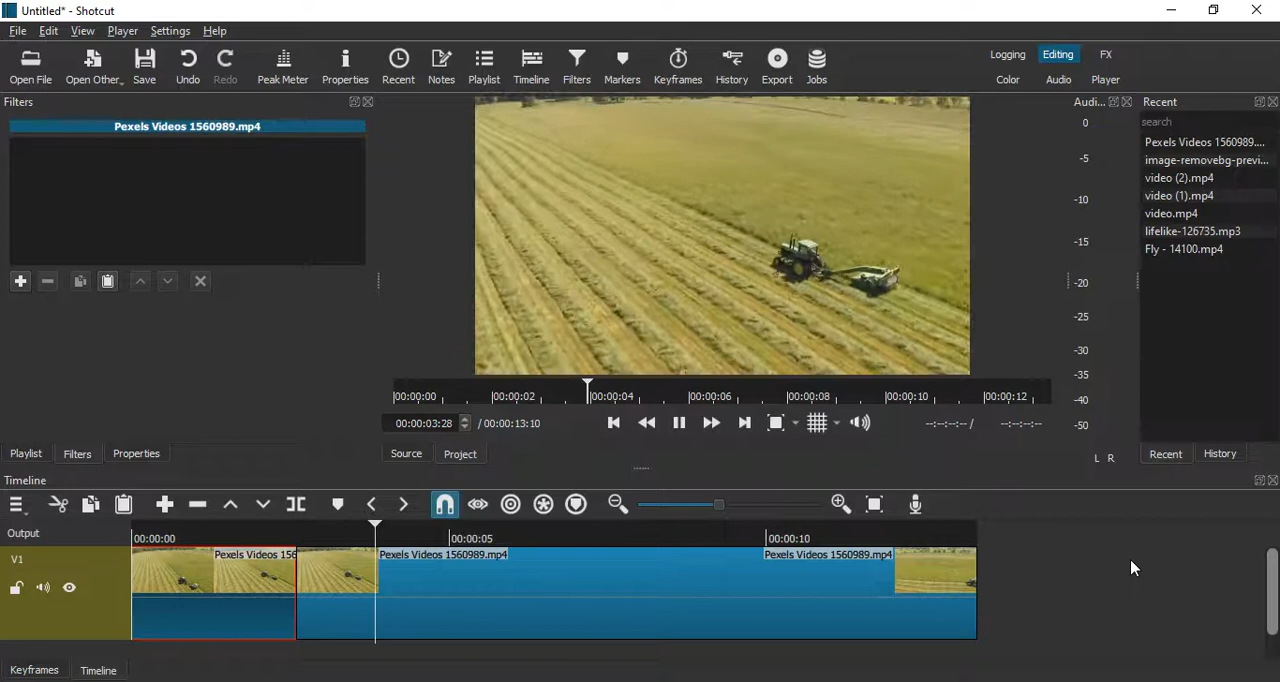 Untitled* - Shotcut
File Edit View Player Settings Help
Open File Open Other... Save Undo Redo Peak Meter Properties Recent Notes Playlist Timeline Filters Markers Keyframes History Export Jobs
Logging Editing FX
Color Audio Player
Filters
Pexels Videos 1560989.mp4
Audi...
0
-5
-10
-15
-20
-25
-30
-35
-40
-50
L R
Recent
search
Pexels Videos 1560989....
image-removebg-previ...
video (2).mp4
video (1).mp4
video.mp4
lifelike-126735.mp3
Fly - 14100.mp4
00:00:00 00:00:02 00:00:04 00:00:06 00:00:08 00:00:10 00:00:12
00:00:03:28 / 00:00:13:10
--:--:--:-- / --:--:--:--
Playlist Filters Properties
Source Project
Recent History
Timeline
Output
00:00:00 00:00:05 00:00:10
V1
Pexels Videos 156
Pexels Videos 1560989.mp4
Pexels Videos 1560989.mp4
Keyframes Timeline